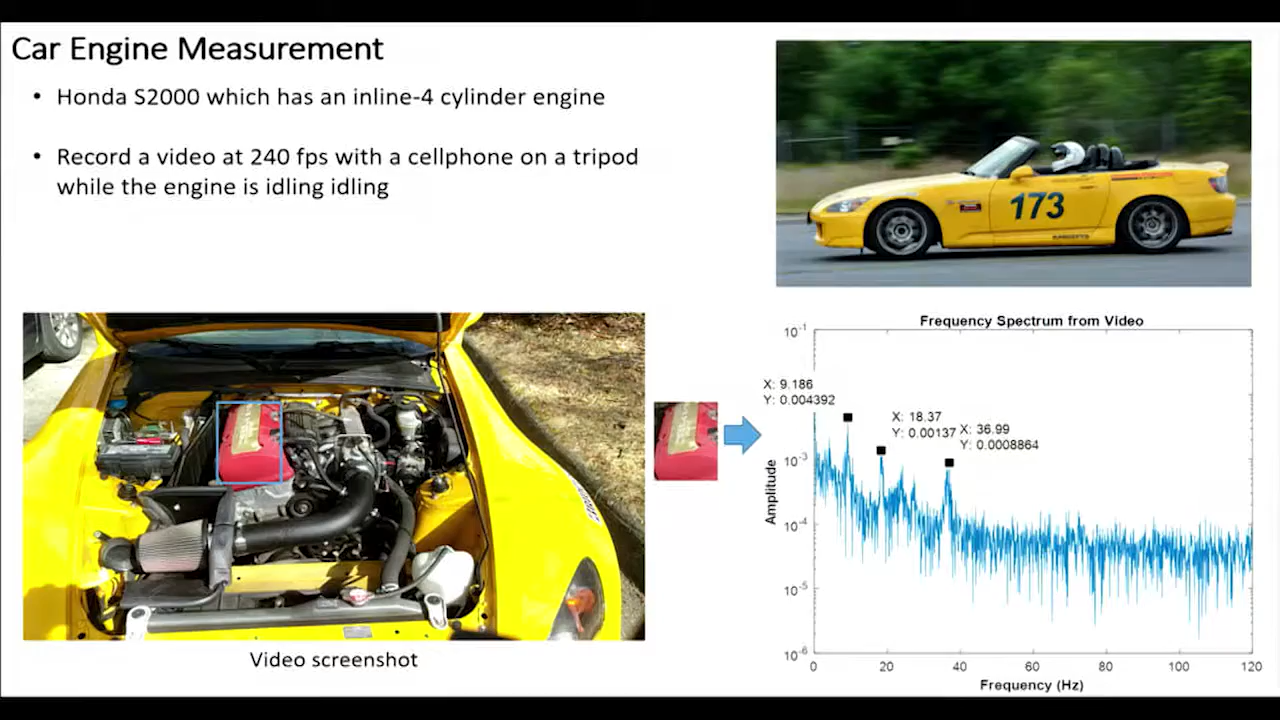 Car Engine Measurement
• Honda S2000 which has an inline-4 cylinder engine
• Record a video at 240 fps with a cellphone on a tripod
while the engine is idling idling
173
Video screenshot
Frequency Spectrum from Video
X: 9.186
Y: 0.004392
X: 18.37
Y: 0.00137
X: 36.99
Y: 0.0008864
Amplitude
10-1
10-3
10-4
10-5
10-6
0
20
40
60
80
100
120
Frequency (Hz)